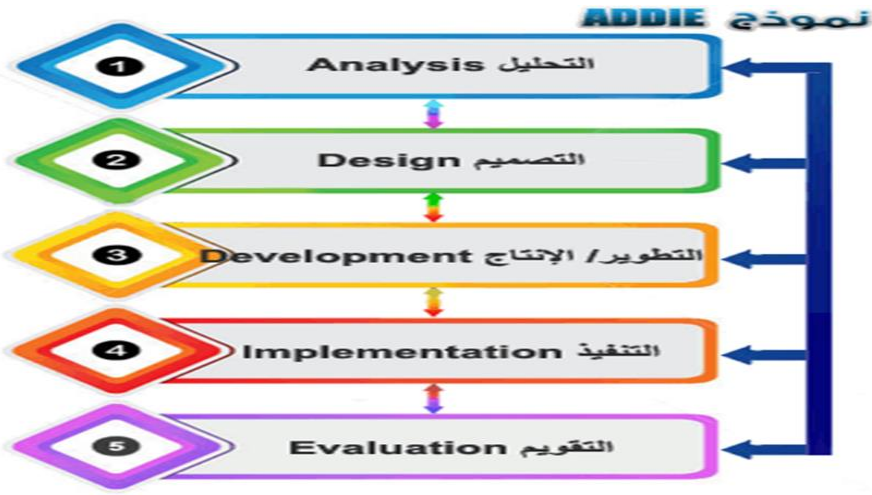 نموذج ADDIE
1
التحليل Analysis
2
التصميم Design
3
التطوير/ الإنتاج Development
4
التنفيذ Implementation
5
التقويم Evaluation